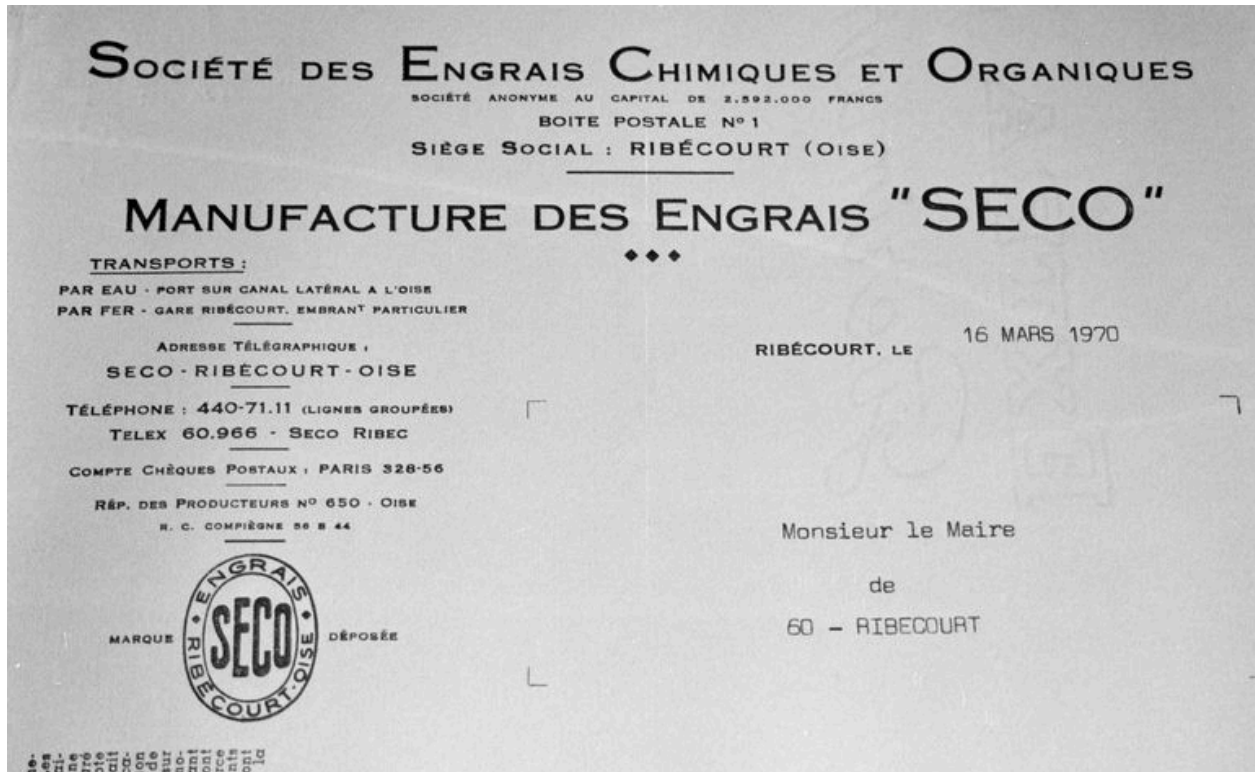 SOCIÉTÉ DES ENGRAIS CHIMIQUES ET ORGANIQUES
SOCIÉTÉ ANONYME AU CAPITAL DE 2.592.000 FRANCS
BOITE POSTALE Nº 1
SIÈGE SOCIAL : RIBÉCOURT (OISE)
MANUFACTURE DES ENGRAIS "SECO"
TRANSPORTS :
PAR EAU - PORT SUR CANAL LATÉRAL A L'OISE
PAR FER - GARE RIBÉCOURT. EMBRANT PARTICULIER
ADRESSE TÉLÉGRAPHIQUE :
SECO - RIBÉCOURT - OISE
TÉLÉPHONE : 440-71.11 (LIGNES GROUPÉES)
TELEX 60.966 - SECO RIBEC
COMPTE CHÈQUES POSTAUX : PARIS 328-56
RÉP. DES PRODUCTEURS Nº 650 - OISE
R. C. COMPIÈGNE 56 B 44
MARQUE DÉPOSÉE
ENGRAIS
SECO
RIBÉCOURT-OISE
RIBÉCOURT. LE 16 MARS 1970
Monsieur le Maire
de
60 - RIBECOURT